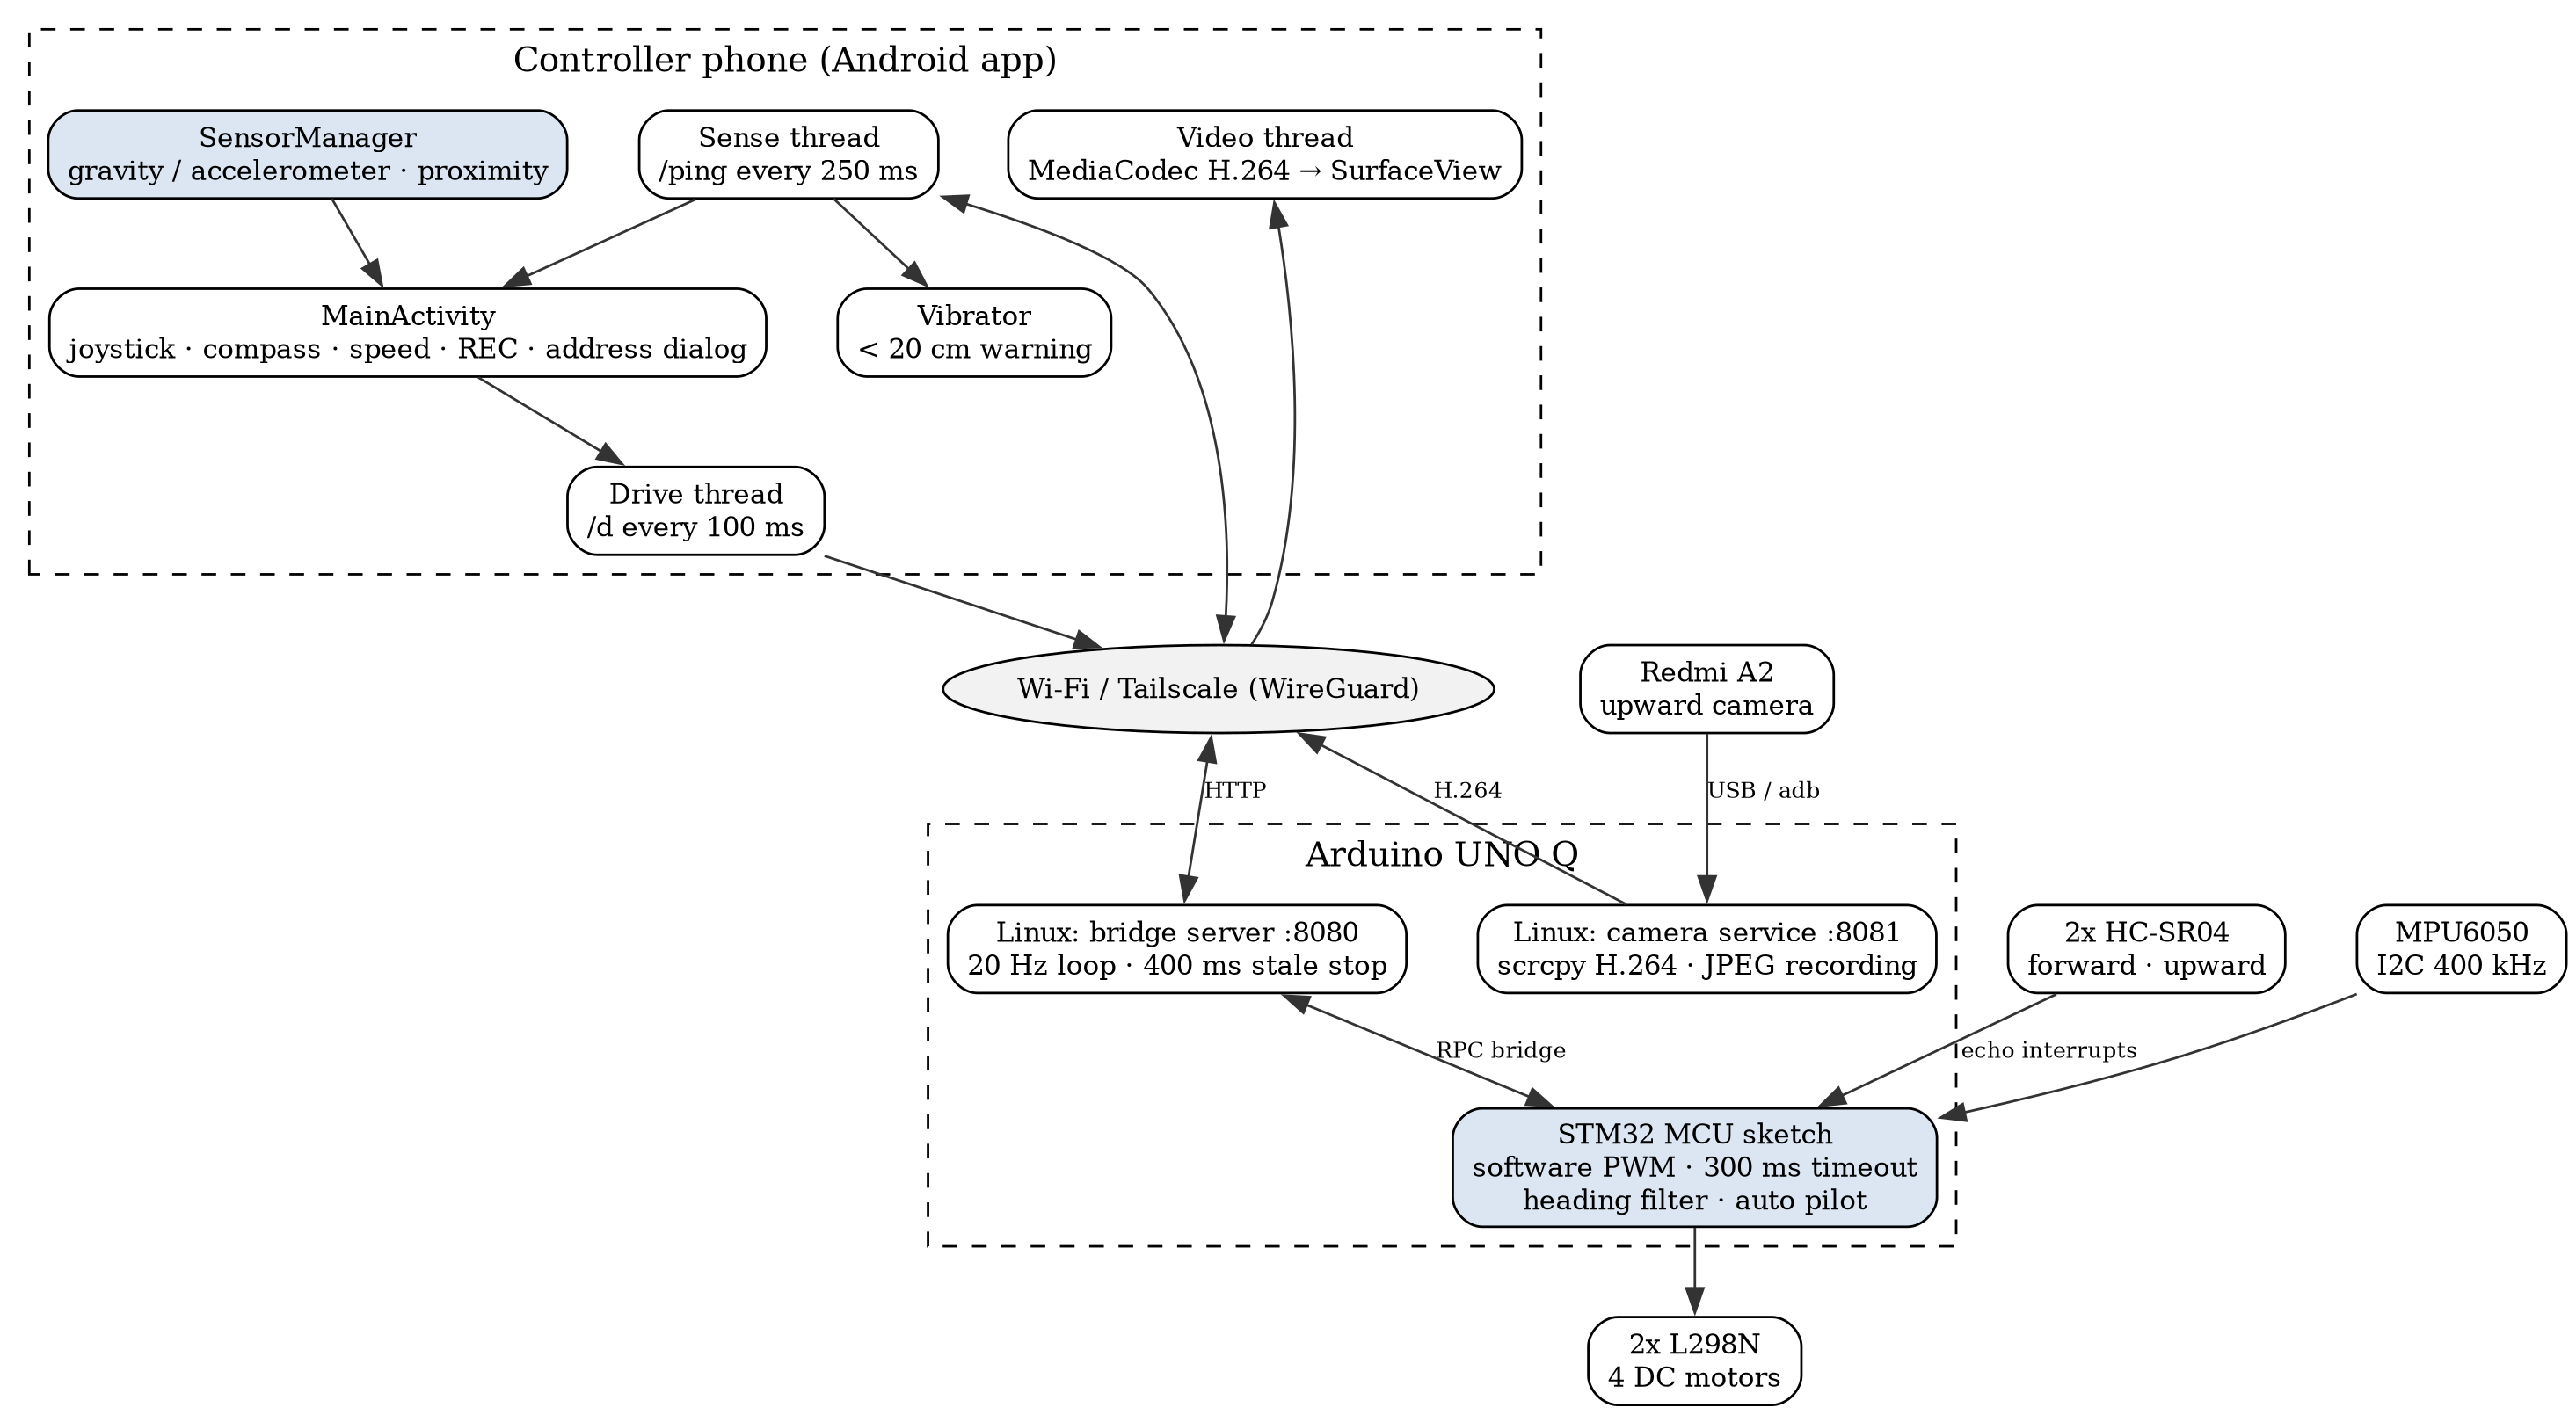 Controller phone (Android app)
SensorManager
gravity / accelerometer · proximity
Sense thread
/ping every 250 ms
Video thread
MediaCodec H.264 → SurfaceView
MainActivity
joystick · compass · speed · REC · address dialog
Vibrator
< 20 cm warning
Drive thread
/d every 100 ms
Wi-Fi / Tailscale (WireGuard)
Redmi A2
upward camera
HTTP
H.264
USB / adb
Arduino UNO Q
Linux: bridge server :8080
20 Hz loop · 400 ms stale stop
Linux: camera service :8081
scrcpy H.264 · JPEG recording
2x HC-SR04
forward · upward
MPU6050
I2C 400 kHz
RPC bridge
echo interrupts
STM32 MCU sketch
software PWM · 300 ms timeout
heading filter · auto pilot
2x L298N
4 DC motors